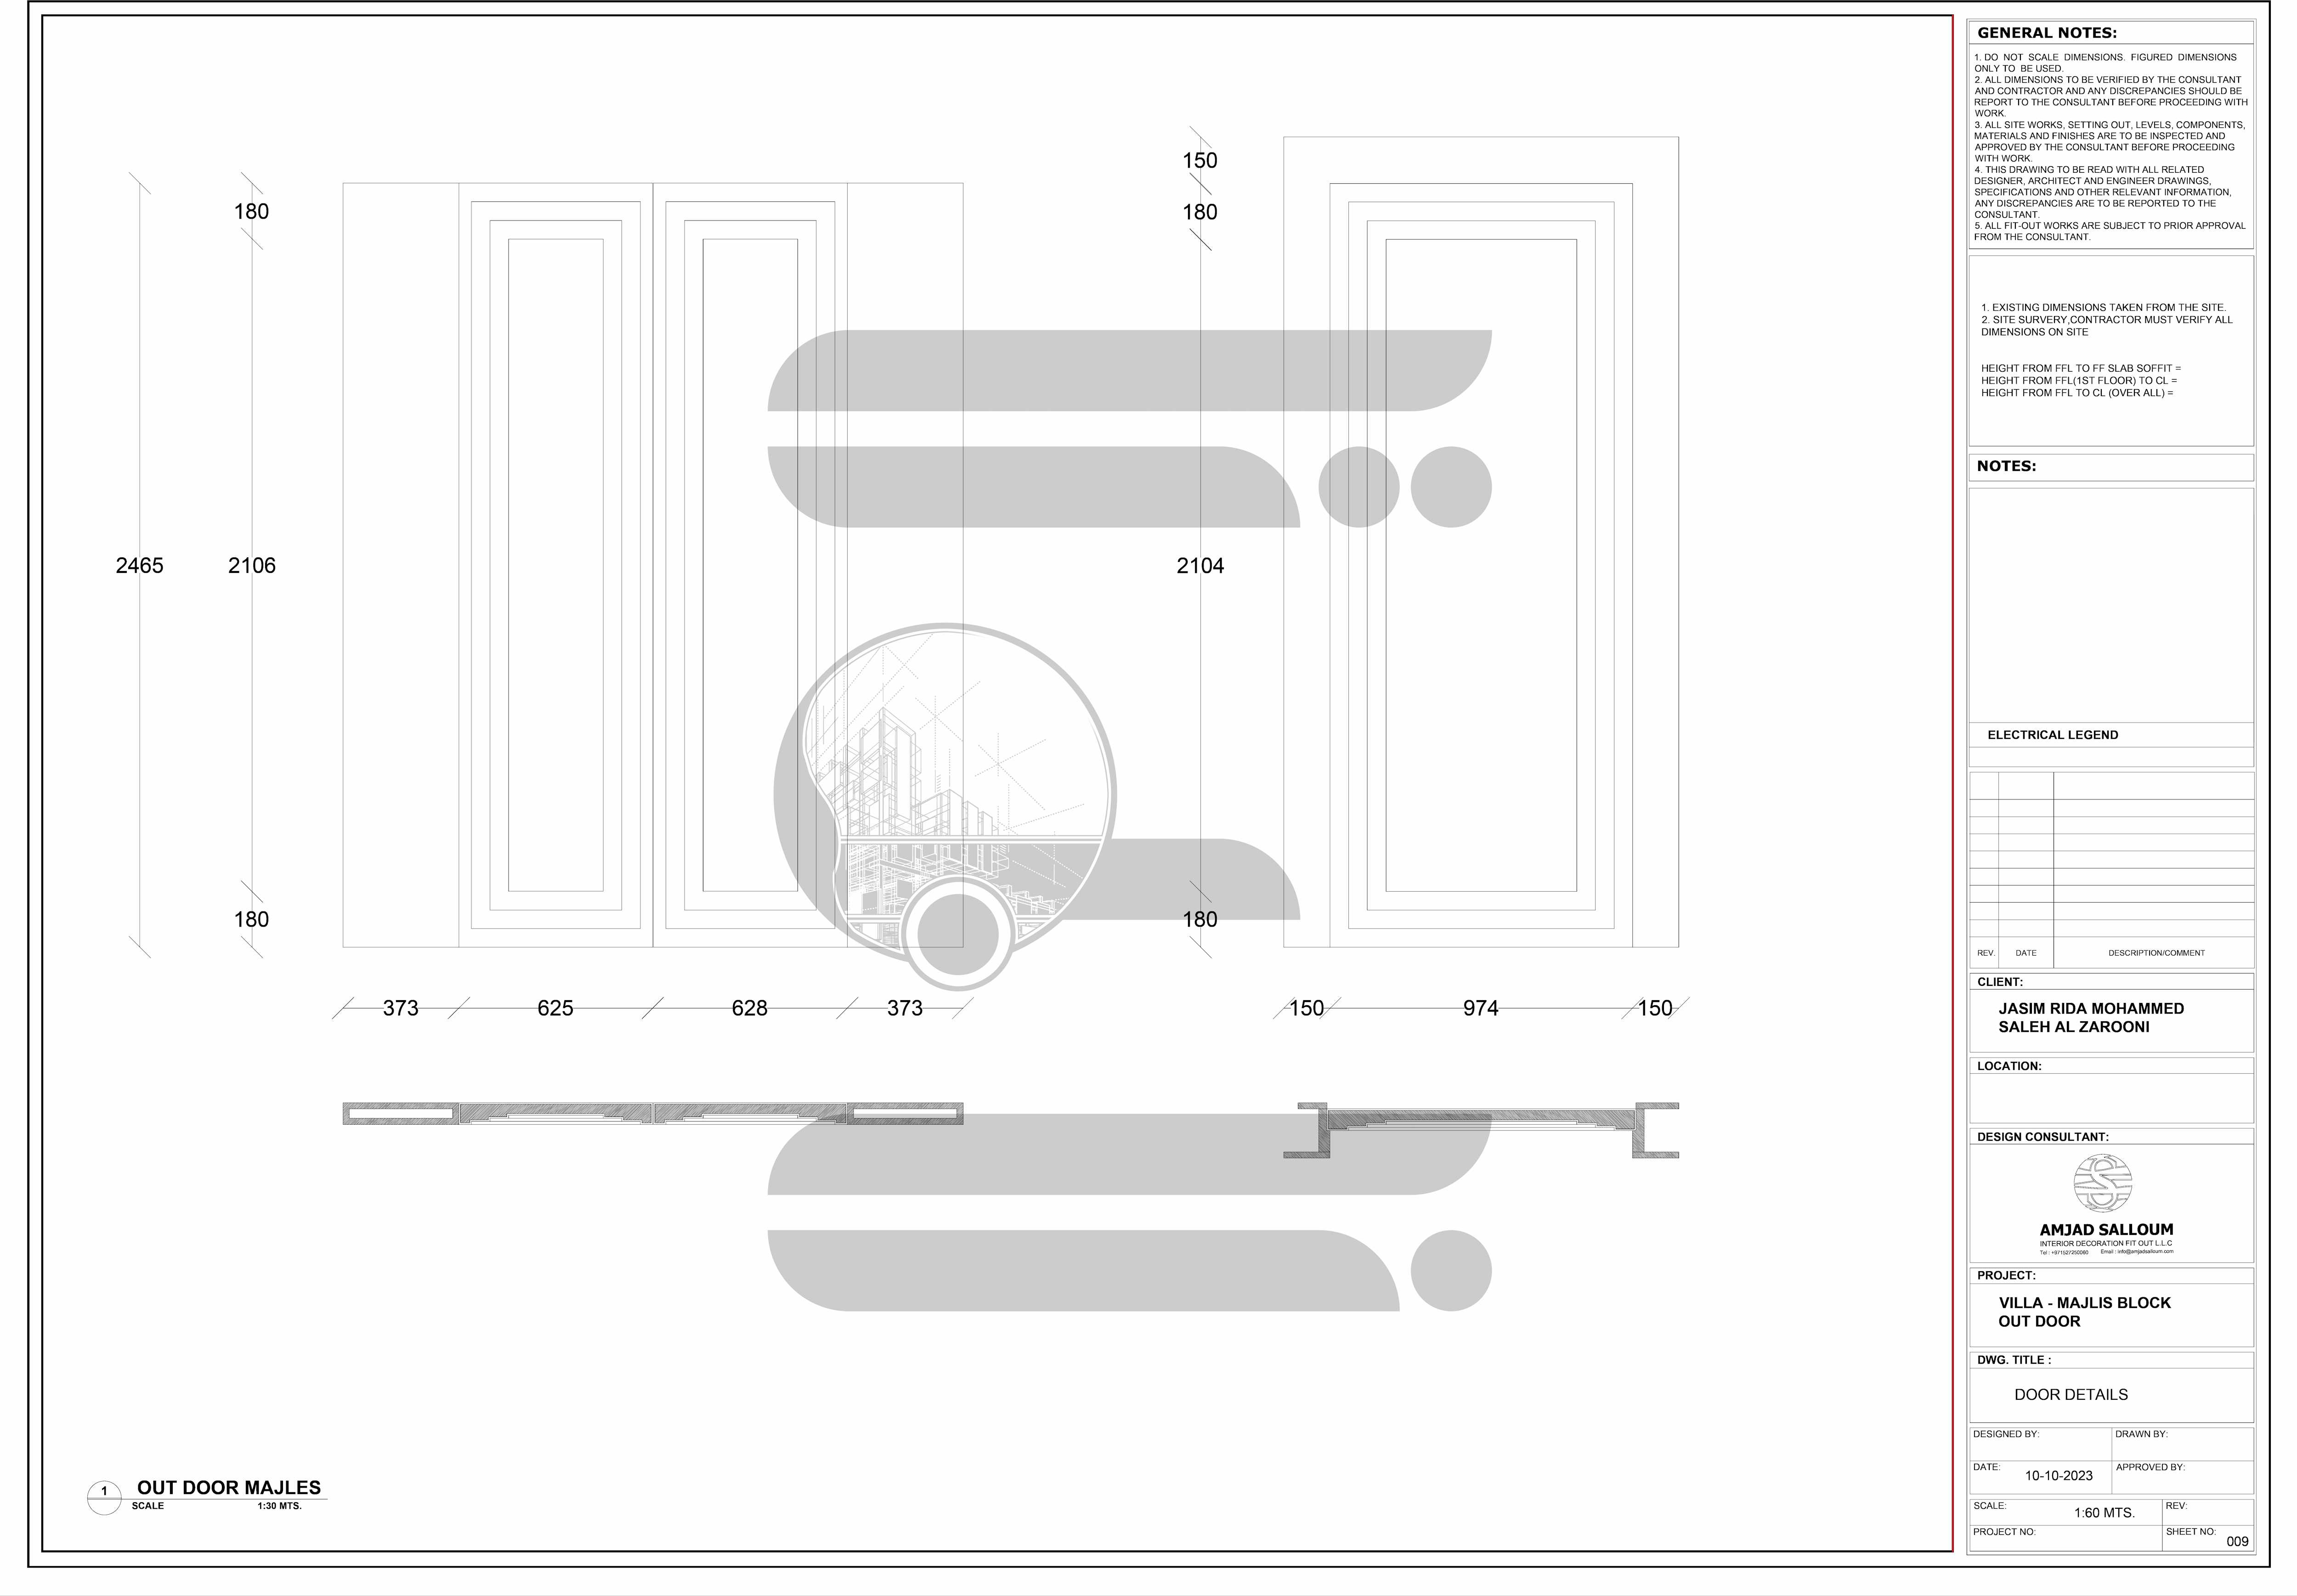 150
180
180
2465
2106
2104
180
180
373
625
628
373
150
974
150
1
OUT DOOR MAJLES
SCALE 1:30 MTS.
GENERAL NOTES:
1. DO NOT SCALE DIMENSIONS. FIGURED DIMENSIONS
ONLY TO BE USED.
2. ALL DIMENSIONS TO BE VERIFIED BY THE CONSULTANT
AND CONTRACTOR AND ANY DISCREPANCIES SHOULD BE
REPORT TO THE CONSULTANT BEFORE PROCEEDING WITH
WORK.
3. ALL SITE WORKS, SETTING OUT, LEVELS, COMPONENTS,
MATERIALS AND FINISHES ARE TO BE INSPECTED AND
APPROVED BY THE CONSULTANT BEFORE PROCEEDING
WITH WORK.
4. THIS DRAWING TO BE READ WITH ALL RELATED
DESIGNER, ARCHITECT AND ENGINEER DRAWINGS,
SPECIFICATIONS AND OTHER RELEVANT INFORMATION,
ANY DISCREPANCIES ARE TO BE REPORTED TO THE
CONSULTANT.
5. ALL FIT-OUT WORKS ARE SUBJECT TO PRIOR APPROVAL
FROM THE CONSULTANT.
1. EXISTING DIMENSIONS TAKEN FROM THE SITE.
2. SITE SURVERY,CONTRACTOR MUST VERIFY ALL
DIMENSIONS ON SITE
HEIGHT FROM FFL TO FF SLAB SOFFIT =
HEIGHT FROM FFL(1ST FLOOR) TO CL =
HEIGHT FROM FFL TO CL (OVER ALL) =
NOTES:
ELECTRICAL LEGEND
REV. DATE DESCRIPTION/COMMENT
CLIENT:
JASIM RIDA MOHAMMED
SALEH AL ZAROONI
LOCATION:
DESIGN CONSULTANT:
AMJAD SALLOUM
INTERIOR DECORATION FIT OUT L.L.C
Tel : +971527250080 Email : info@amjadsalloum.com
PROJECT:
VILLA - MAJLIS BLOCK
OUT DOOR
DWG. TITLE :
DOOR DETAILS
DESIGNED BY: DRAWN BY:
DATE: 10-10-2023 APPROVED BY:
SCALE: 1:60 MTS. REV:
PROJECT NO: SHEET NO: 009